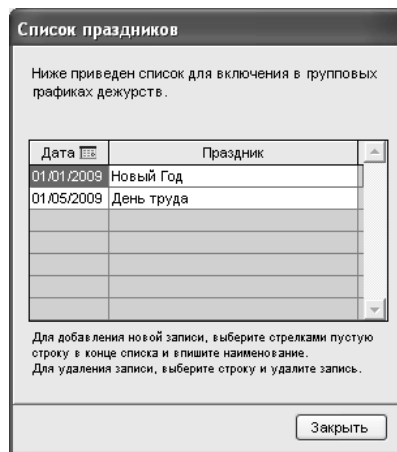 Список праздников
Ниже приведен список для включения в групповых
графиках дежурств.
Дата Праздник
01/01/2009 Новый Год
01/05/2009 День труда
Для добавления новой записи, выберите стрелками пустую
строку в конце списка и впишите наименование.
Для удаления записи, выберите строку и удалите запись.
Закрыть